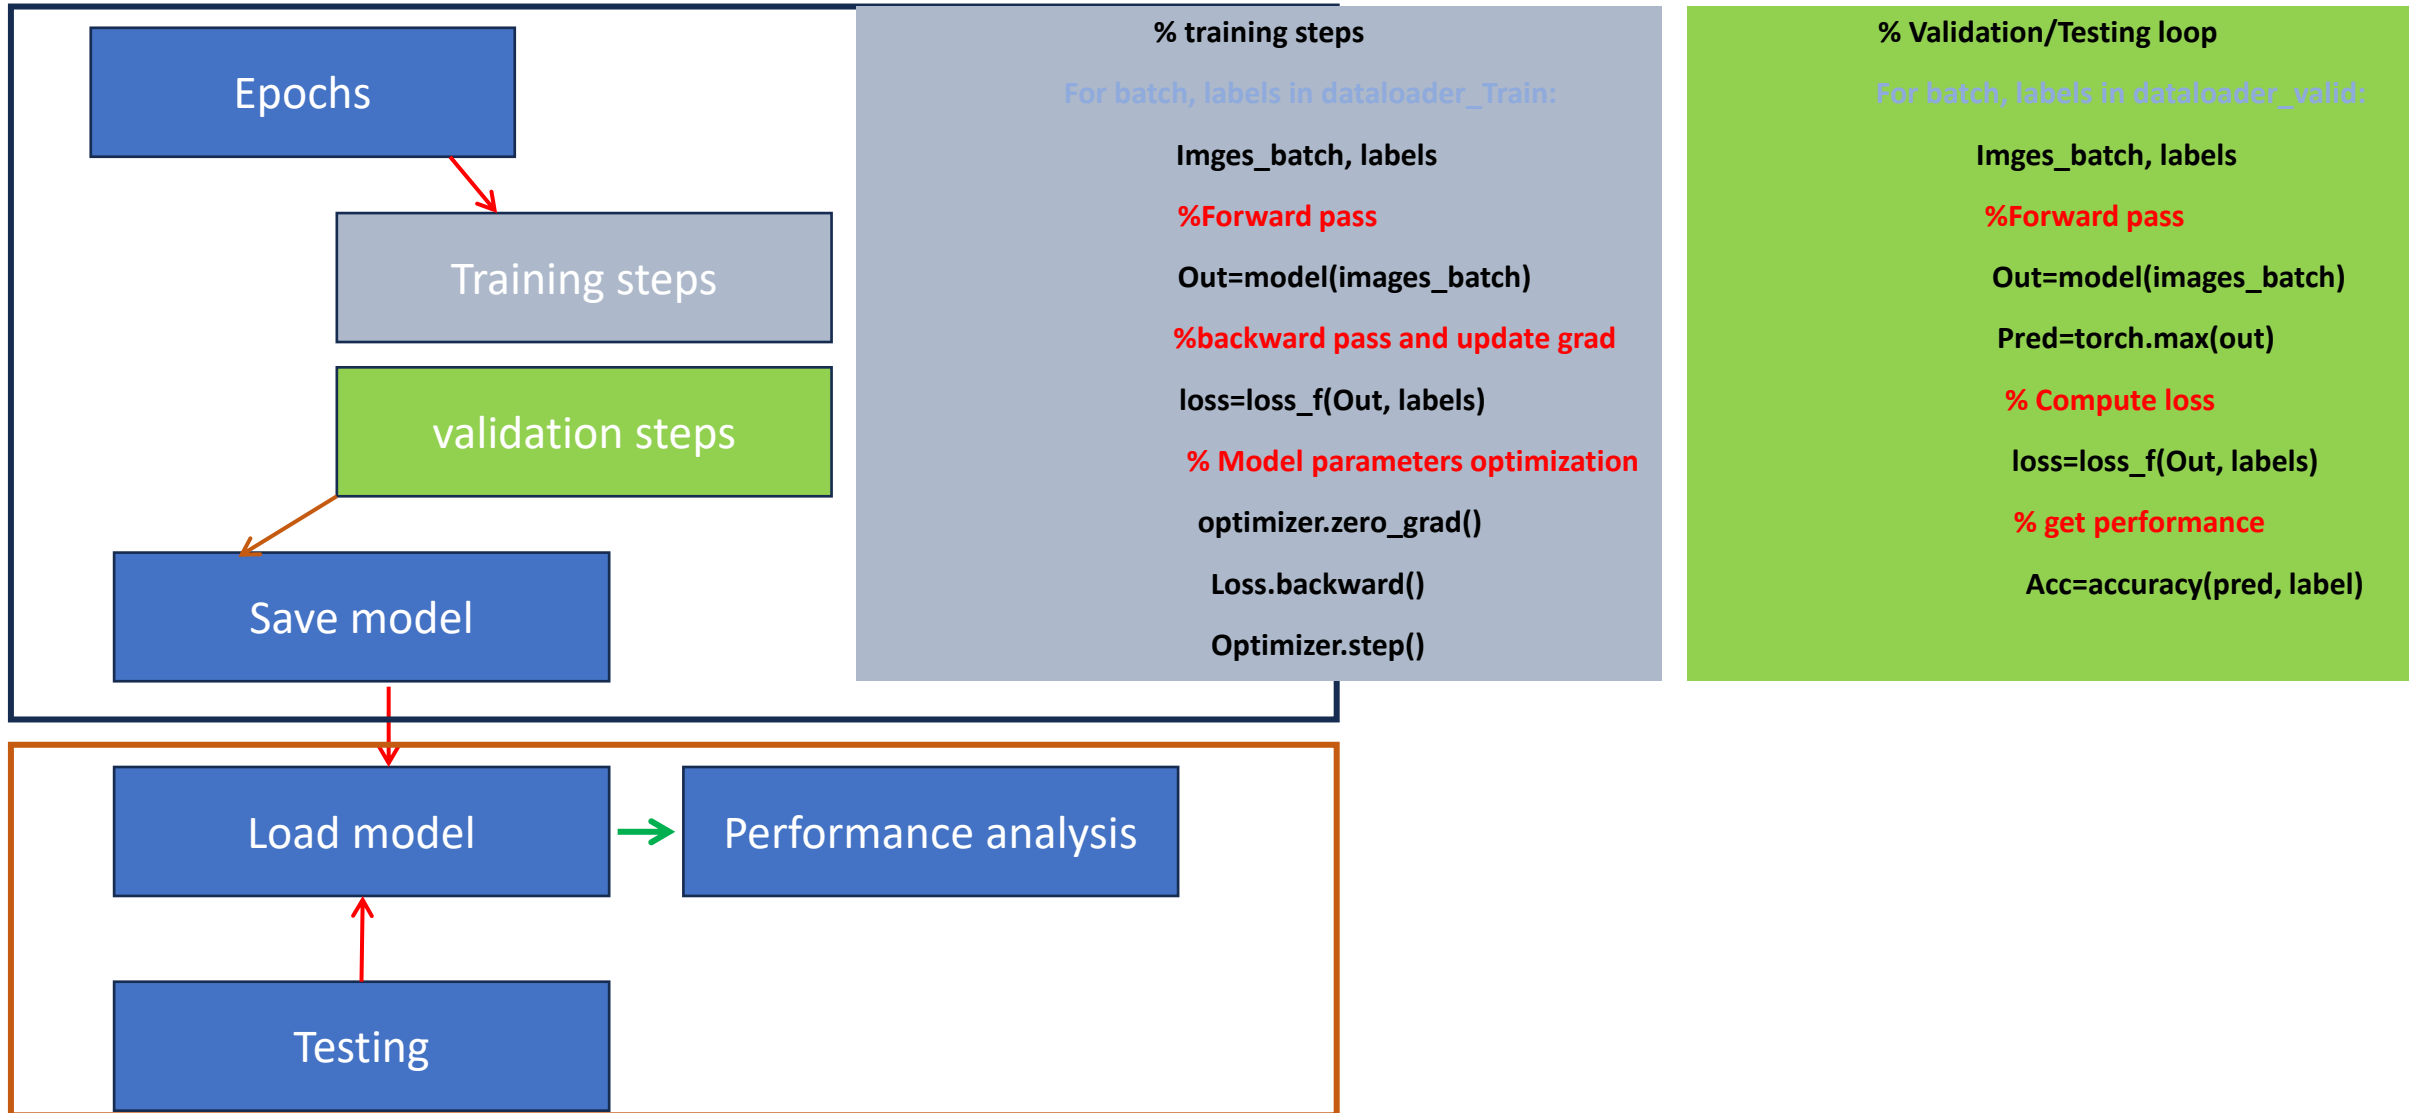 Epochs
Training steps
validation steps
Save model
Load model
Performance analysis
Testing
% training steps
For batch, labels in dataloader_Train:
Imges_batch, labels
%Forward pass
Out=model(images_batch)
%backward pass and update grad
loss=loss_f(Out, labels)
% Model parameters optimization
optimizer.zero_grad()
Loss.backward()
Optimizer.step()
% Validation/Testing loop
For batch, labels in dataloader_valid:
Imges_batch, labels
%Forward pass
Out=model(images_batch)
Pred=torch.max(out)
% Compute loss
loss=loss_f(Out, labels)
% get performance
Acc=accuracy(pred, label)